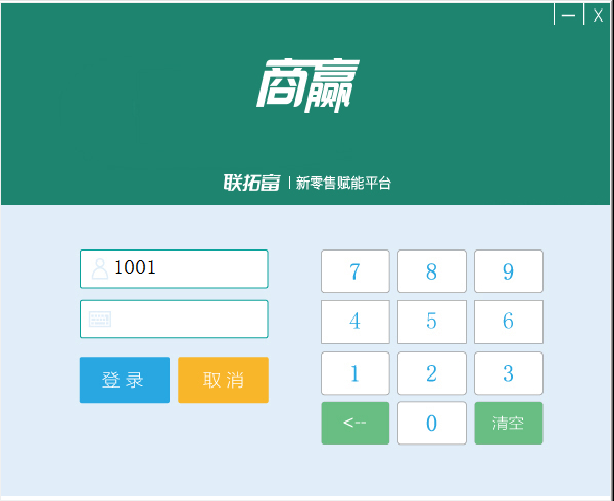 商赢
联拓富 | 新零售赋能平台
1001
登录 取消
7 8 9
4 5 6
1 2 3
<-- 0 清空